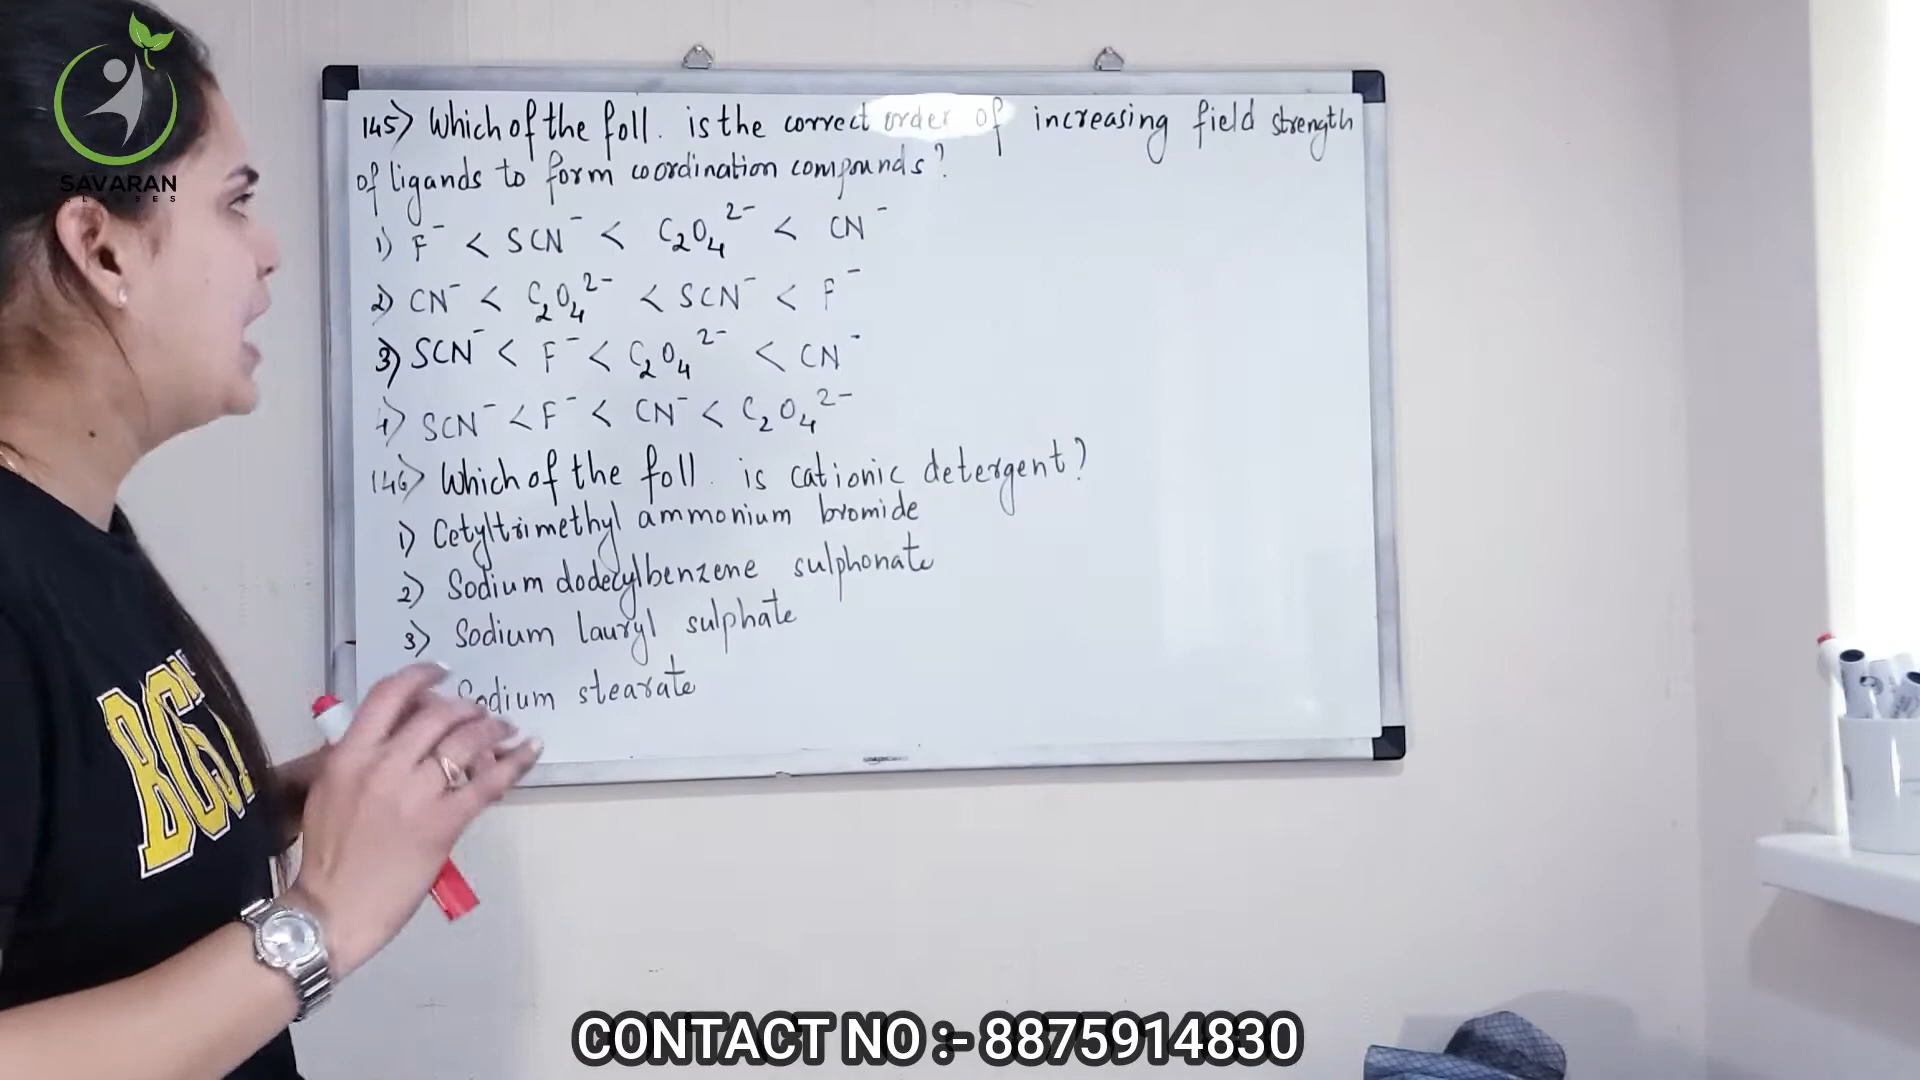 SAVARAN
CLASSES
145) Which of the foll. is the correct order of increasing field strength
of ligands to form coordination compounds?
1) F⁻ < SCN⁻ < C₂O₄²⁻ < CN⁻
2) CN⁻ < C₂O₄²⁻ < SCN⁻ < F⁻
3) SCN⁻ < F⁻ < C₂O₄²⁻ < CN⁻
4) SCN⁻ < F⁻ < CN⁻ < C₂O₄²⁻
146) Which of the foll. is cationic detergent?
1) Cetyltrimethyl ammonium bromide
2) Sodium dodecylbenzene sulphonate
3) Sodium lauryl sulphate
Sodium stearate
CONTACT NO :- 8875914830